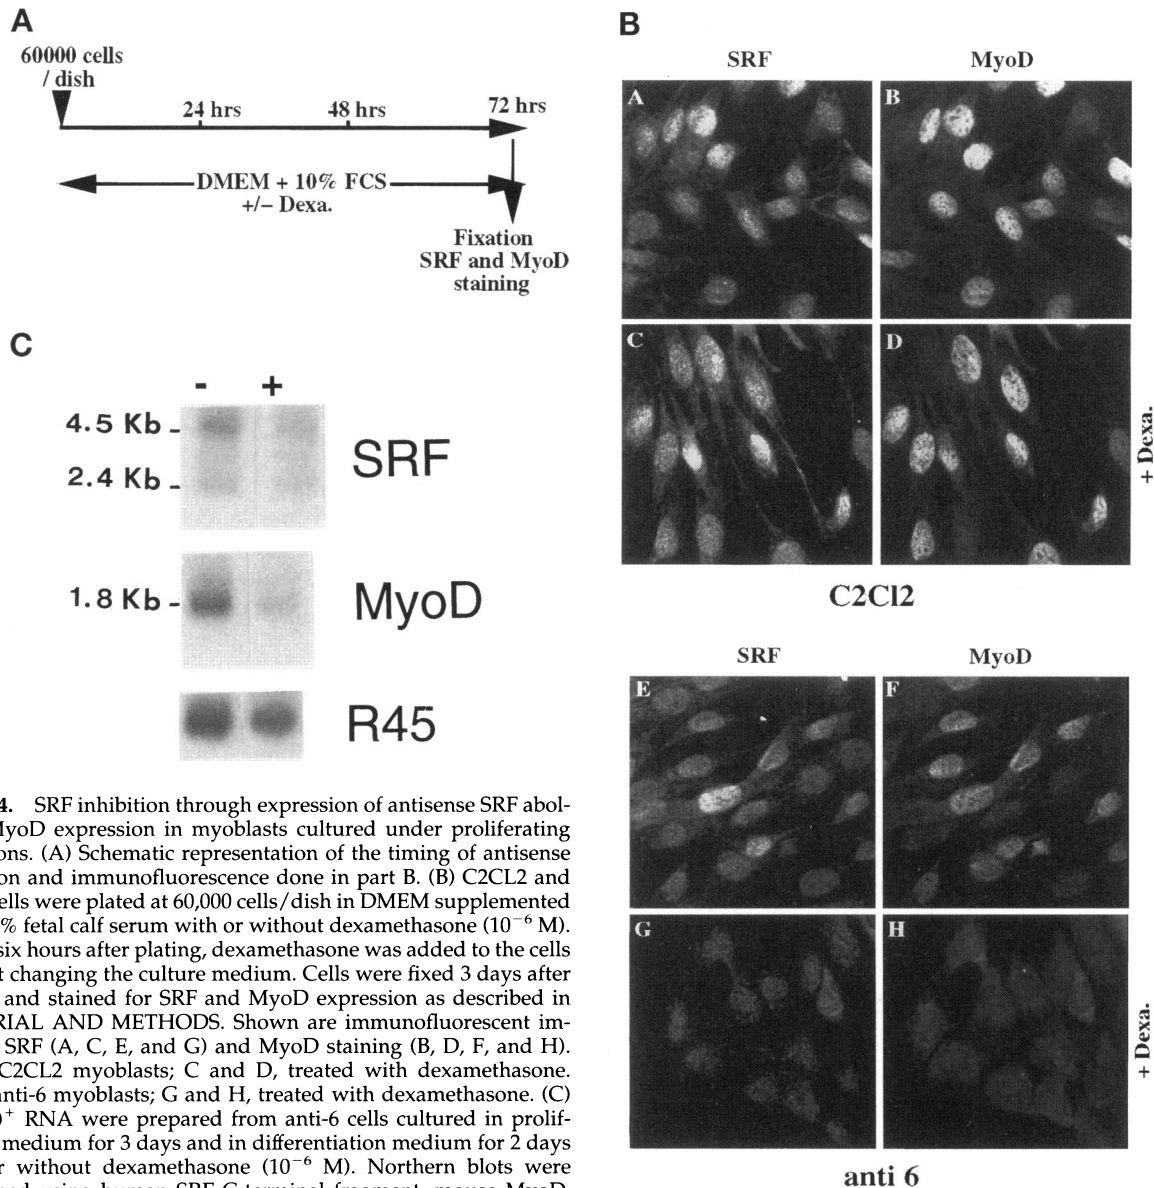 A
60000 cells
/ dish
24 hrs
48 hrs
72 hrs
DMEM + 10% FCS
+/− Dexa.
Fixation
SRF and MyoD
staining
B
SRF
MyoD
A
B
C
D
+ Dexa.
C2Cl2
SRF
MyoD
E
F
G
H
+ Dexa.
anti 6
C
- +
4.5 Kb
2.4 Kb
SRF
1.8 Kb
MyoD
R45
4. SRF inhibition through expression of antisense SRF abol-
MyoD expression in myoblasts cultured under proliferating
ons. (A) Schematic representation of the timing of antisense
on and immunofluorescence done in part B. (B) C2CL2 and
ells were plated at 60,000 cells/dish in DMEM supplemented
% fetal calf serum with or without dexamethasone (10⁻⁶ M).
six hours after plating, dexamethasone was added to the cells
t changing the culture medium. Cells were fixed 3 days after
and stained for SRF and MyoD expression as described in
RIAL AND METHODS. Shown are immunofluorescent im-
SRF (A, C, E, and G) and MyoD staining (B, D, F, and H).
C2CL2 myoblasts; C and D, treated with dexamethasone.
anti-6 myoblasts; G and H, treated with dexamethasone. (C)
⁺ RNA were prepared from anti-6 cells cultured in prolif-
medium for 3 days and in differentiation medium for 2 days
r without dexamethasone (10⁻⁶ M). Northern blots were